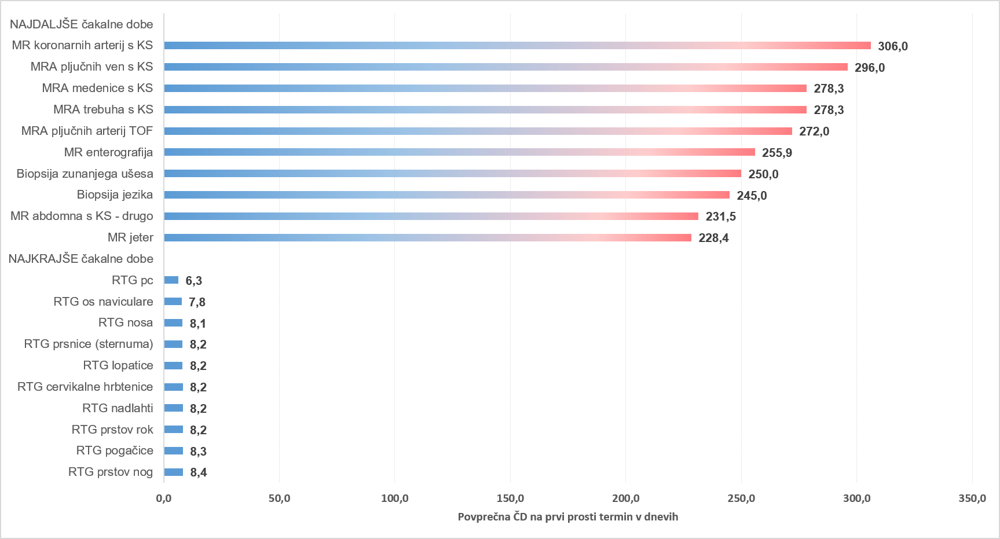 NAJDALJŠE čakalne dobe
MR koronarnih arterij s KS 306,0
MRA pljučnih ven s KS 296,0
MRA medenice s KS 278,3
MRA trebuha s KS 278,3
MRA pljučnih arterij TOF 272,0
MR enterografija 255,9
Biopsija zunanjega ušesa 250,0
Biopsija jezika 245,0
MR abdomna s KS - drugo 231,5
MR jeter 228,4
NAJKRAJŠE čakalne dobe
RTG pc 6,3
RTG os naviculare 7,8
RTG nosa 8,1
RTG prsnice (sternuma) 8,2
RTG lopatice 8,2
RTG cervikalne hrbtenice 8,2
RTG nadlahti 8,2
RTG prstov rok 8,2
RTG pogačice 8,3
RTG prstov nog 8,4
0,0 50,0 100,0 150,0 200,0 250,0 300,0 350,0
Povprečna ČD na prvi prosti termin v dnevih